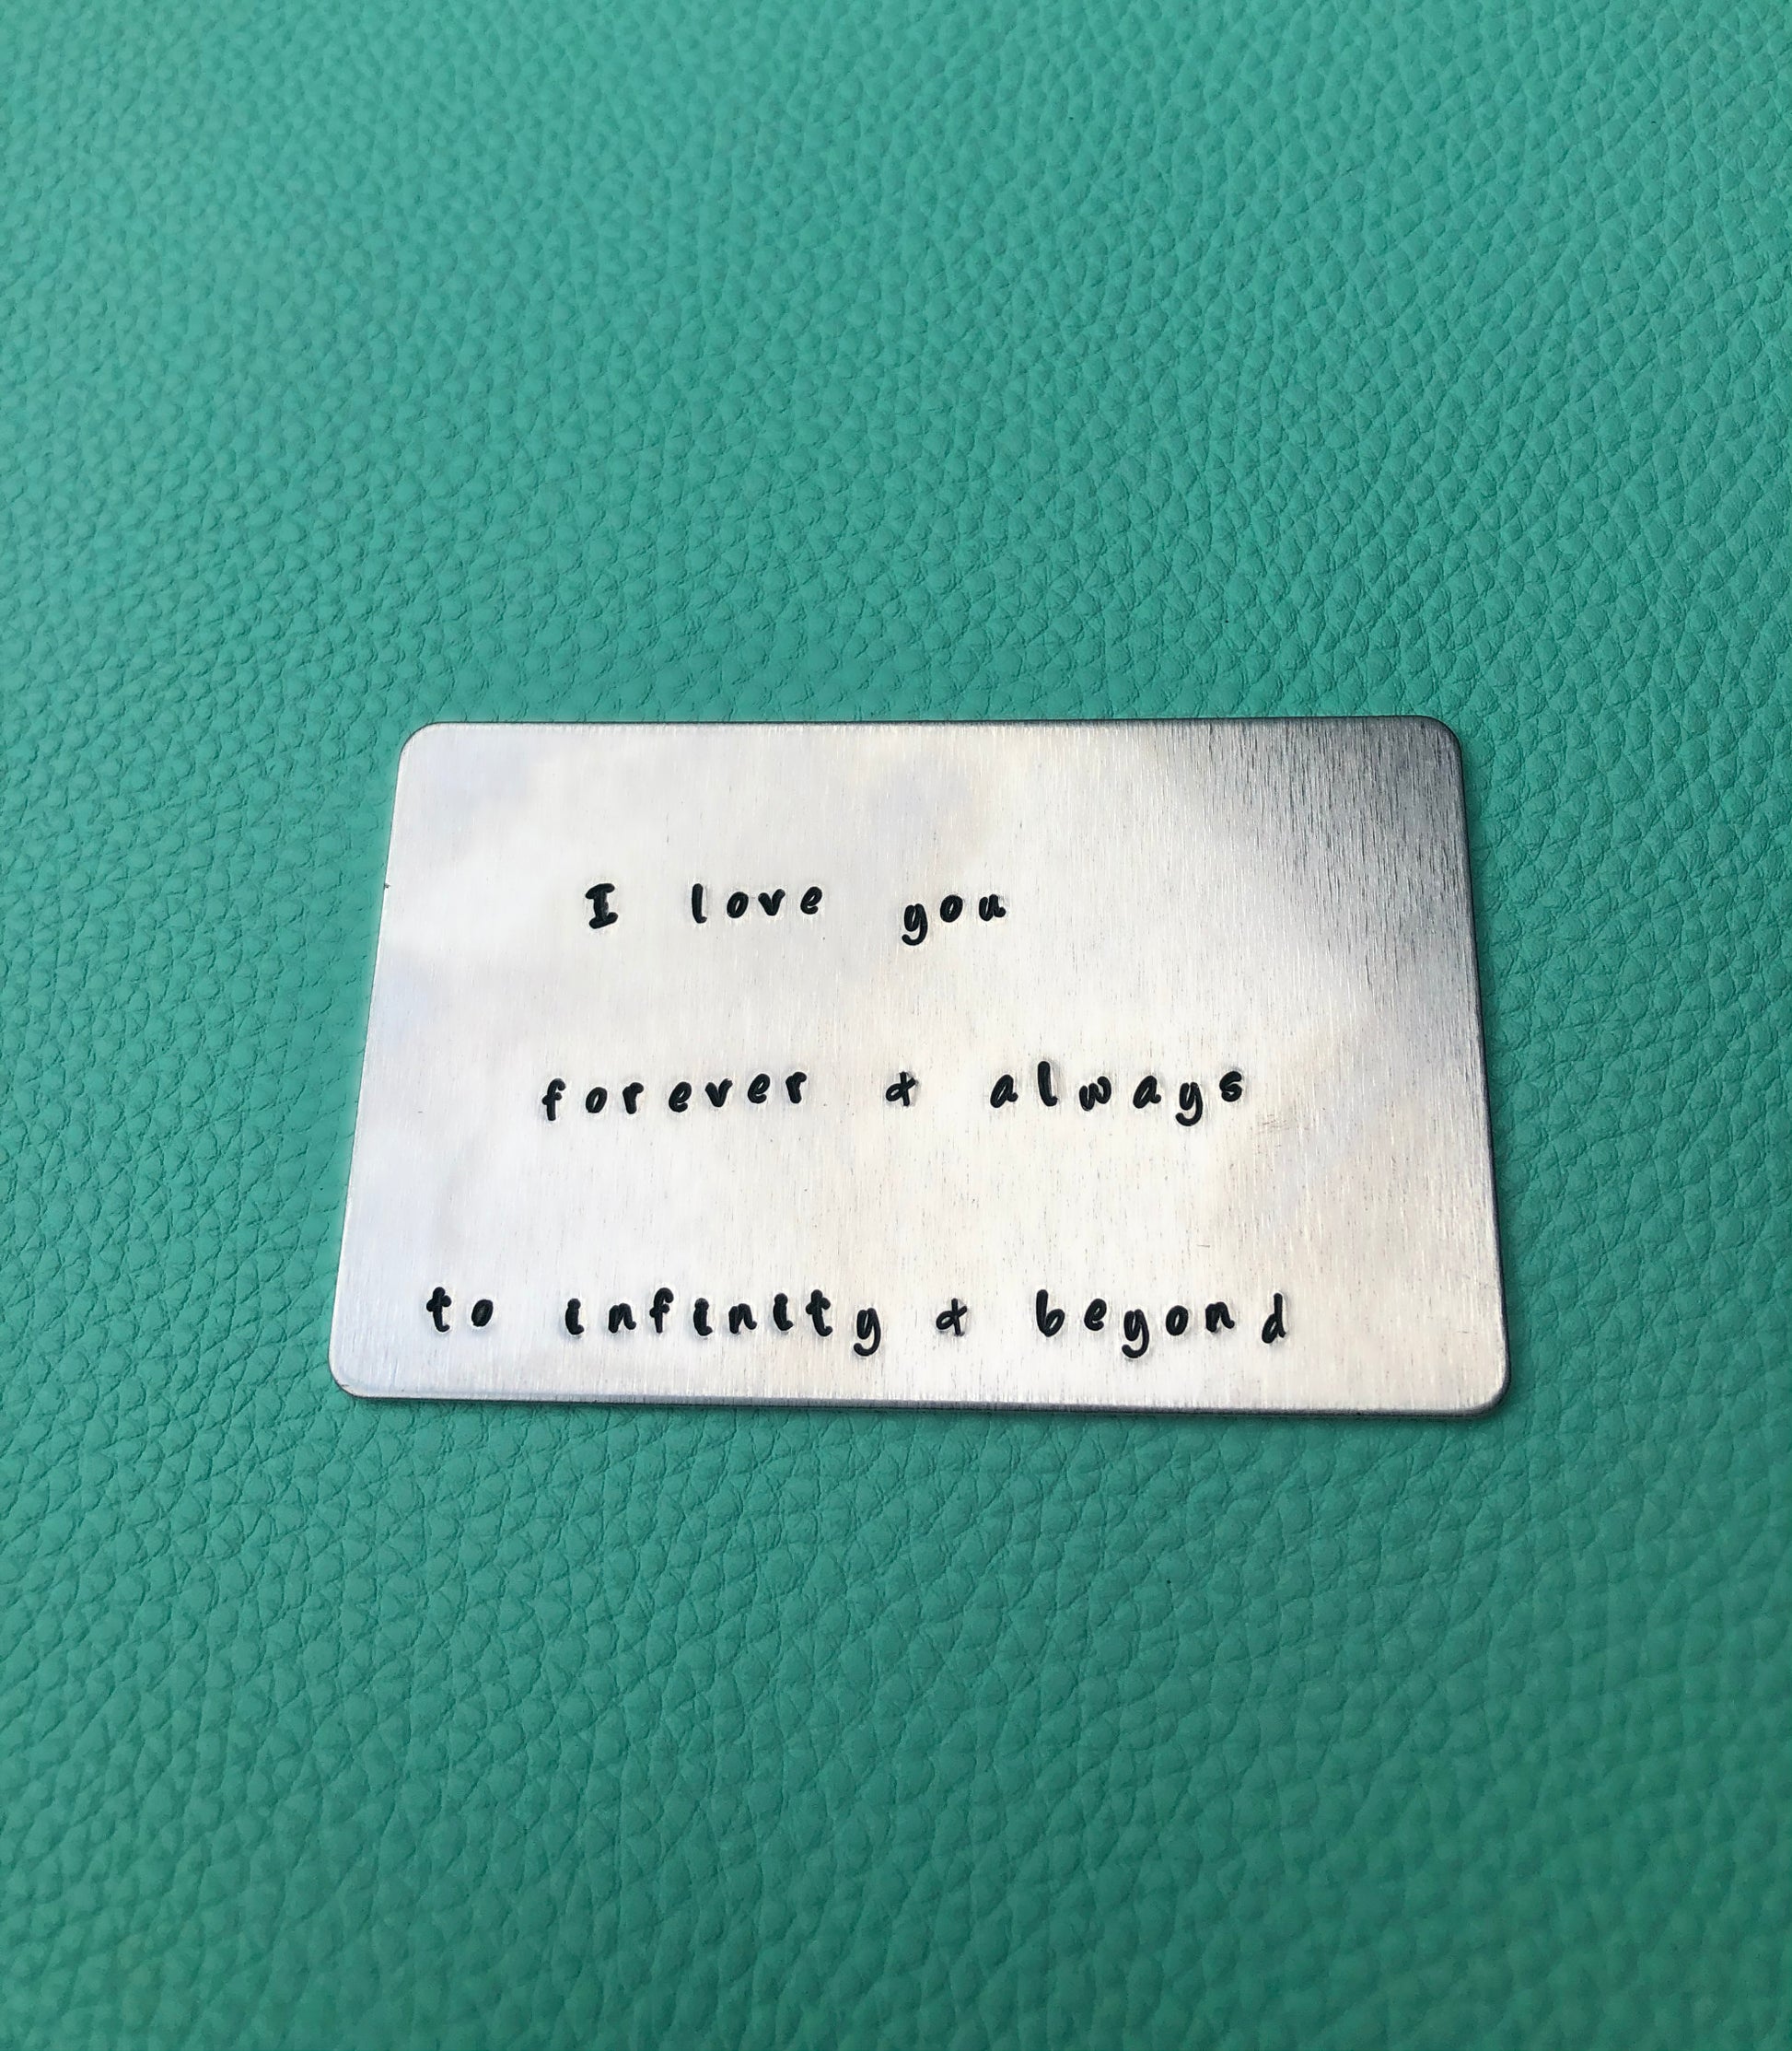 I love you
forever & always
to infinity & beyond